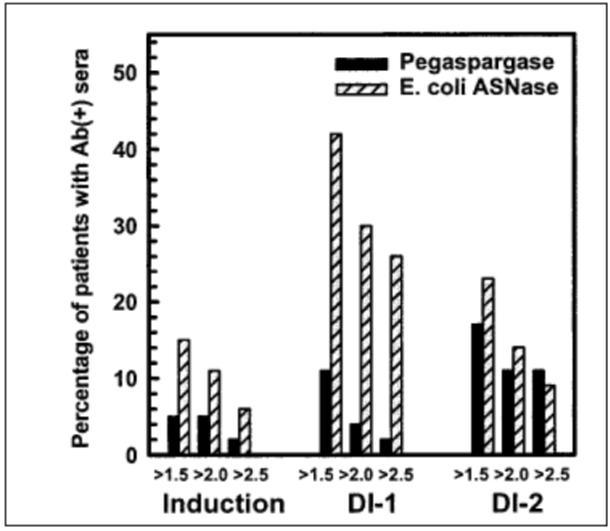 Percentage of patients with Ab(+) sera
50
40
30
20
10
0
Pegaspargase
E. coli ASNase
>1.5 >2.0 >2.5 >1.5 >2.0 >2.5 >1.5 >2.0 >2.5
Induction DI-1 DI-2